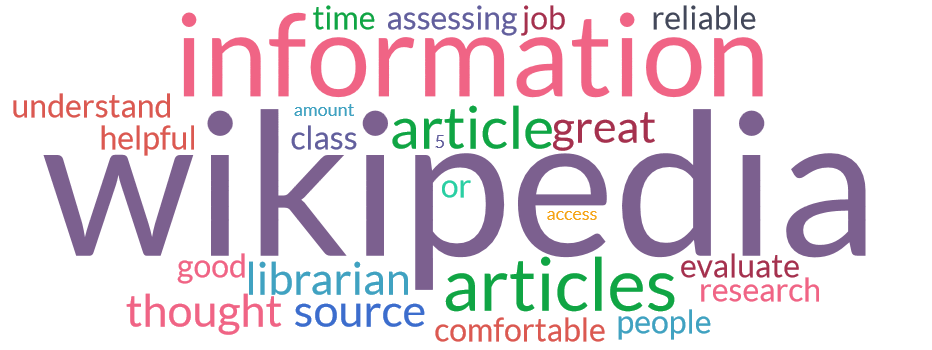 time assessing job reliable
information
understand amount
helpful class article great
5
wikipedia
or
access
good librarian articles evaluate
research
thought source
comfortable people